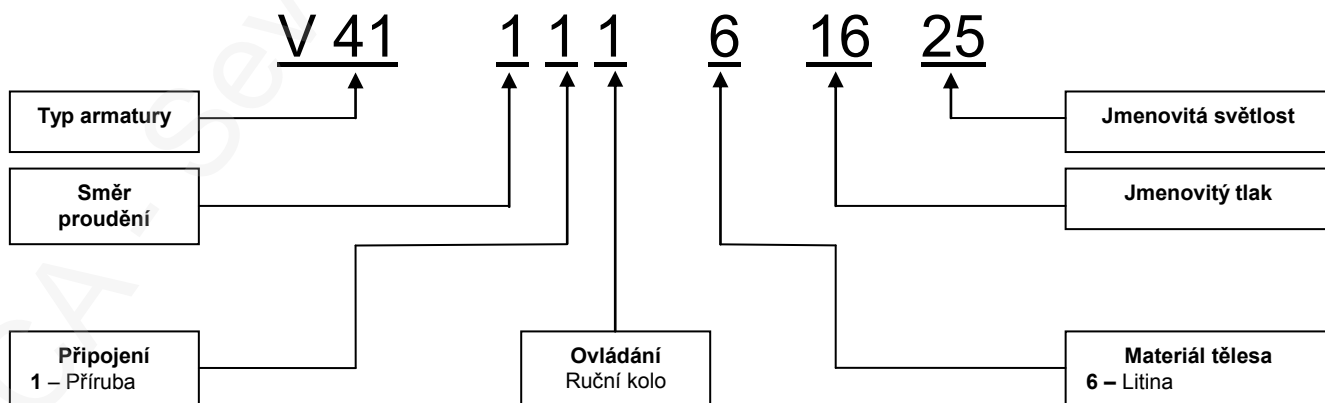 V 41 1 1 1 6 16 25
Typ armatury
Jmenovitá světlost
Směr
proudění
Jmenovitý tlak
Připojení
1 – Příruba
Ovládání
Ruční kolo
Materiál tělesa
6 – Litina